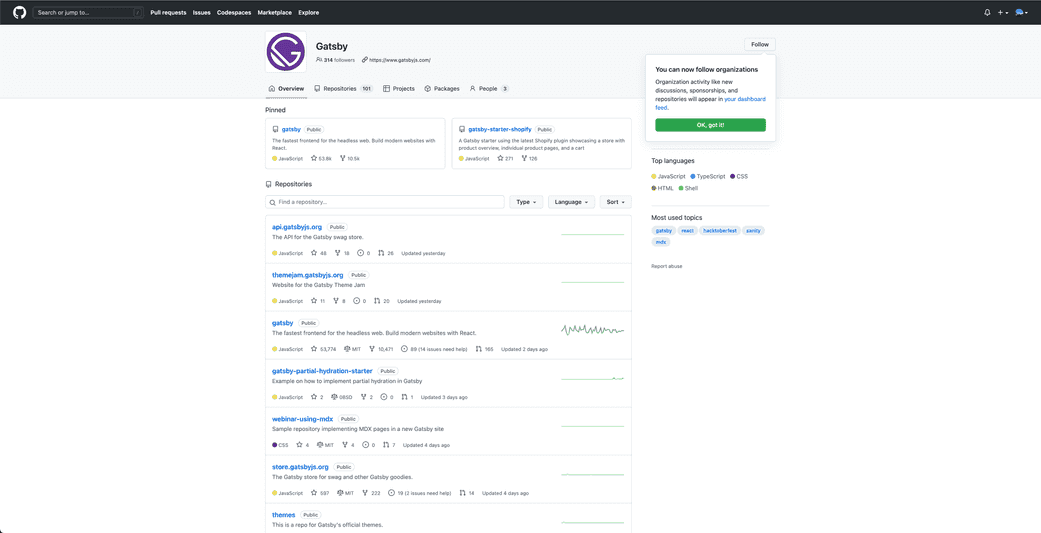 Search or jump to... /
Pull requests Issues Codespaces Marketplace Explore
Gatsby
314 followers https://www.gatsbyjs.com/
Follow
You can now follow organizations
Organization activity like new
discussions, sponsorships, and
repositories will appear in your dashboard
feed.
OK, got it!
Overview Repositories 101 Projects Packages People 3
Pinned
gatsby Public
The fastest frontend for the headless web. Build modern websites with
React.
JavaScript 53.8k 10.5k
gatsby-starter-shopify Public
A Gatsby starter using the latest Shopify plugin showcasing a store with
product overview, individual product pages, and a cart
JavaScript 271 126
Repositories
Find a repository...
Type Language Sort
api.gatsbyjs.org Public
The API for the Gatsby swag store.
JavaScript 48 18 0 26 Updated yesterday
themejam.gatsbyjs.org Public
Website for the Gatsby Theme Jam
JavaScript 11 8 0 20 Updated yesterday
gatsby Public
The fastest frontend for the headless web. Build modern websites with React.
JavaScript 53,774 MIT 10,471 99 (14 issues need help) 165 Updated 2 days ago
gatsby-partial-hydration-starter Public
Example on how to implement partial hydration in Gatsby
JavaScript 2 0BSD 2 0 1 Updated 3 days ago
webinar-using-mdx Public
Sample repository implementing MDX pages in a new Gatsby site
CSS 4 MIT 4 0 7 Updated 4 days ago
store.gatsbyjs.org Public
The Gatsby store for swag and other Gatsby goodies.
JavaScript 597 MIT 222 19 (2 issues need help) 14 Updated 4 days ago
themes Public
This is a repo for Gatsby's official themes.
Top languages
JavaScript TypeScript CSS
HTML Shell
Most used topics
gatsby react hacktoberfest sanity
mdx
Report abuse